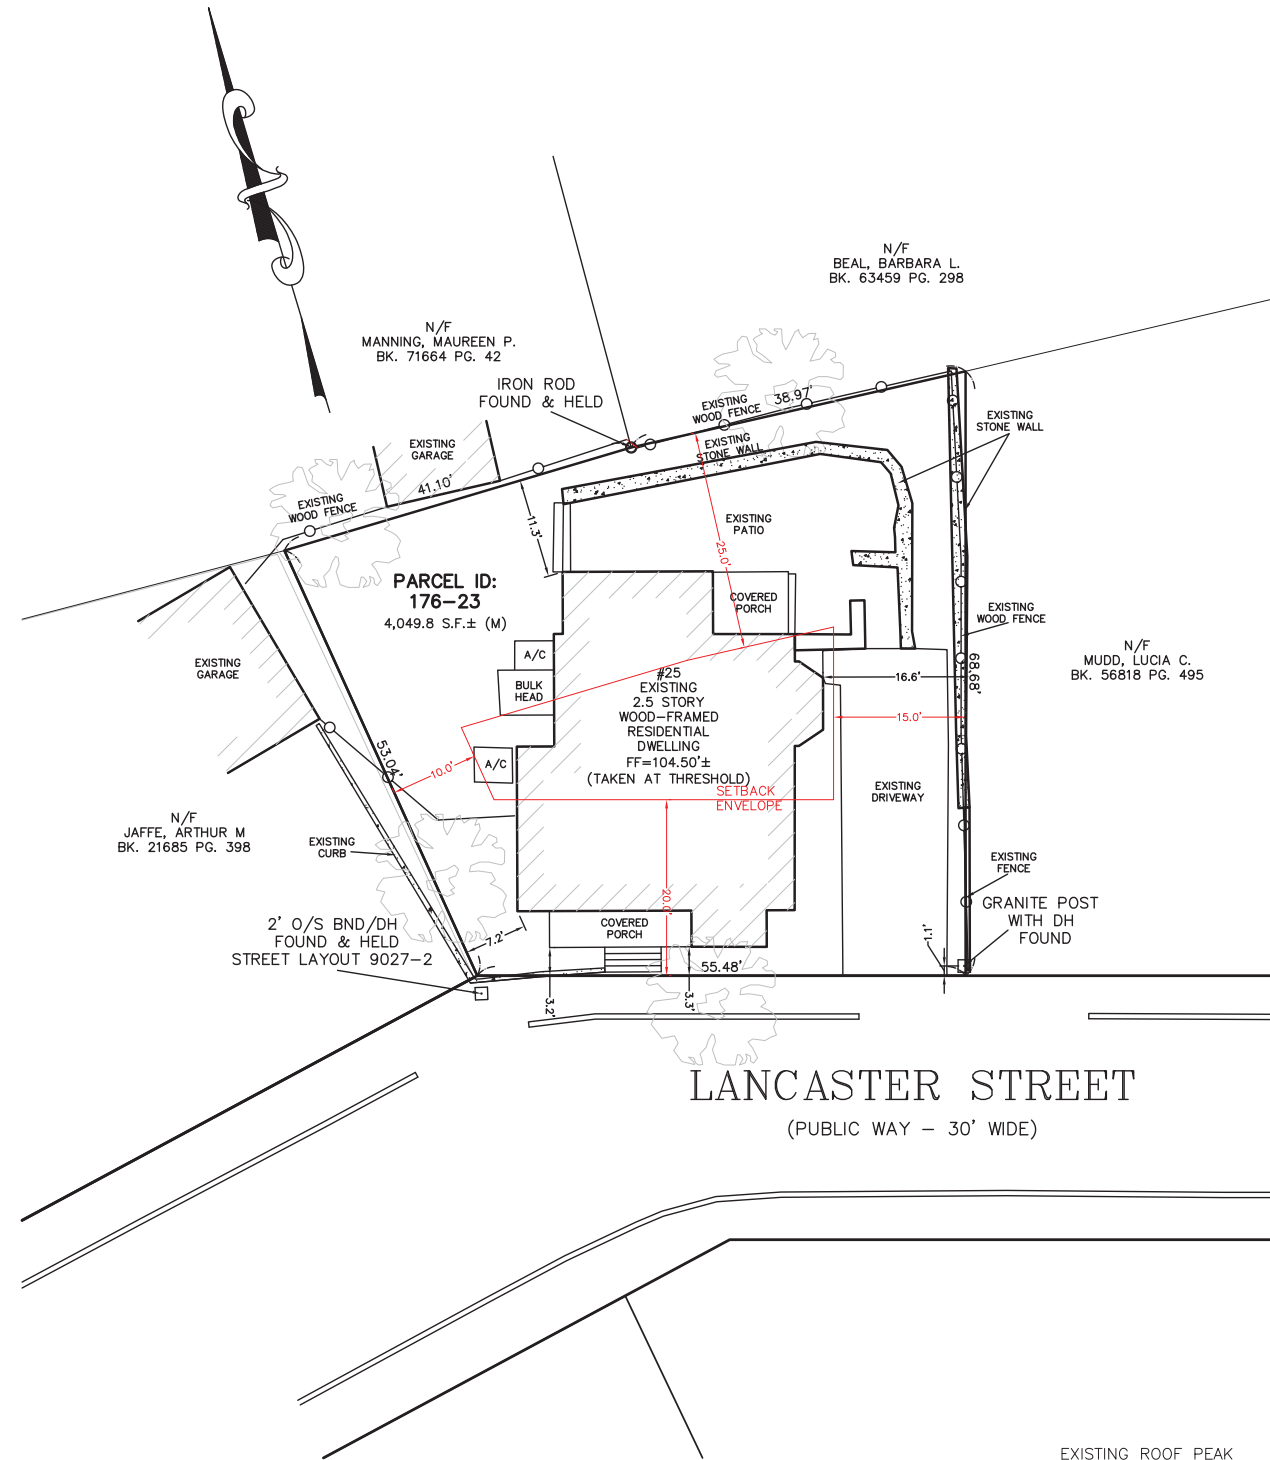 N/F
BEAL, BARBARA L.
BK. 63459 PG. 298
N/F
MANNING, MAUREEN P.
BK. 71664 PG. 42
IRON ROD
FOUND & HELD
EXISTING
WOOD FENCE
38.97'
EXISTING
STONE WALL
EXISTING
STONE WALL
EXISTING
GARAGE
41.10'
EXISTING
WOOD FENCE
11.3'
EXISTING
PATIO
25.0'
PARCEL ID:
176-23
4,049.8 S.F.± (M)
COVERED
PORCH
EXISTING
WOOD FENCE
N/F
MUDD, LUCIA C.
BK. 56818 PG. 495
EXISTING
GARAGE
A/C
BULK
HEAD
A/C
#25
EXISTING
2.5 STORY
WOOD-FRAMED
RESIDENTIAL
DWELLING
FF=104.50'±
(TAKEN AT THRESHOLD)
16.6'
68.68'
15.0'
53.04'
10.0'
SETBACK
ENVELOPE
EXISTING
DRIVEWAY
N/F
JAFFE, ARTHUR M
BK. 21685 PG. 398
EXISTING
CURB
EXISTING
FENCE
20.0'
GRANITE POST
WITH DH
FOUND
2' O/S BND/DH
FOUND & HELD
STREET LAYOUT 9027-2
7.2'
COVERED
PORCH
1.1'
55.48'
3.2'
3.3'
LANCASTER STREET
(PUBLIC WAY - 30' WIDE)
EXISTING ROOF PEAK